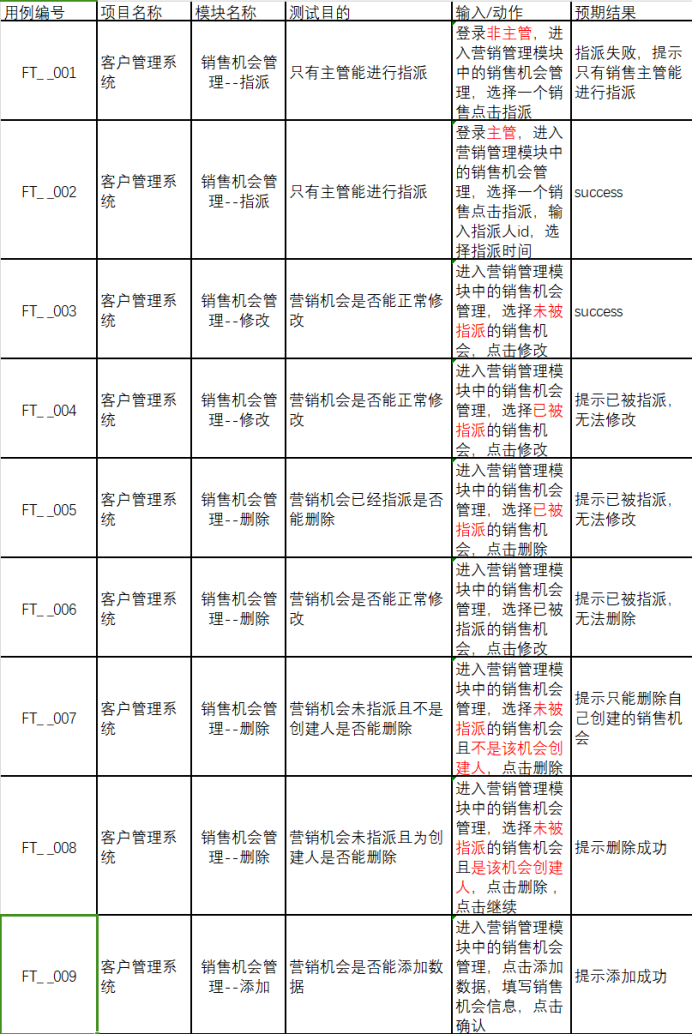 用例编号 项目名称 模块名称 测试目的 输入/动作 预期结果
FT_ _001
客户管理系
统
销售机会管
理--指派
只有主管能进行指派
登录非主管，进
入营销管理模块
中的销售机会管
理，选择一个销
售点击指派
指派失败，提示
只有销售主管能
进行指派
FT_ _002
客户管理系
统
销售机会管
理--指派
只有主管能进行指派
登录主管，进入
营销管理模块中
的销售机会管
理，选择一个销
售点击指派，输
入指派人id，选
择指派时间
success
FT_ _003
客户管理系
统
销售机会管
理--修改
营销机会是否能正常修
改
进入营销管理模
块中的销售机会
管理，选择未被
指派的销售机
会，点击修改
success
FT_ _004
客户管理系
统
销售机会管
理--修改
营销机会是否能正常修
改
进入营销管理模
块中的销售机会
管理，选择已被
指派的销售机
会，点击修改
提示已被指派，
无法修改
FT_ _005
客户管理系
统
销售机会管
理--删除
营销机会已经指派是否
能删除
进入营销管理模
块中的销售机会
管理，选择已被
指派的销售机
会，点击删除
提示已被指派，
无法修改
FT_ _006
客户管理系
统
销售机会管
理--删除
营销机会是否能正常修
改
进入营销管理模
块中的销售机会
管理，选择已被
指派的销售机
会，点击修改
提示已被指派，
无法删除
FT_ _007
客户管理系
统
销售机会管
理--删除
营销机会未指派且不是
创建人是否能删除
进入营销管理模
块中的销售机会
管理，选择未被
指派的销售机会
且不是该机会创
建人，点击删除
提示只能删除自
己创建的销售机
会
FT_ _008
客户管理系
统
销售机会管
理--删除
营销机会未指派且为创
建人是否能删除
进入营销管理模
块中的销售机会
管理，选择未被
指派的销售机会
且是该机会创建
人，点击删除，
点击继续
提示删除成功
FT_ _009
客户管理系
统
销售机会管
理--添加
营销机会是否能添加数
据
进入营销管理模
块中的销售机会
管理，点击添加
数据，填写销售
机会信息，点击
确认
提示添加成功